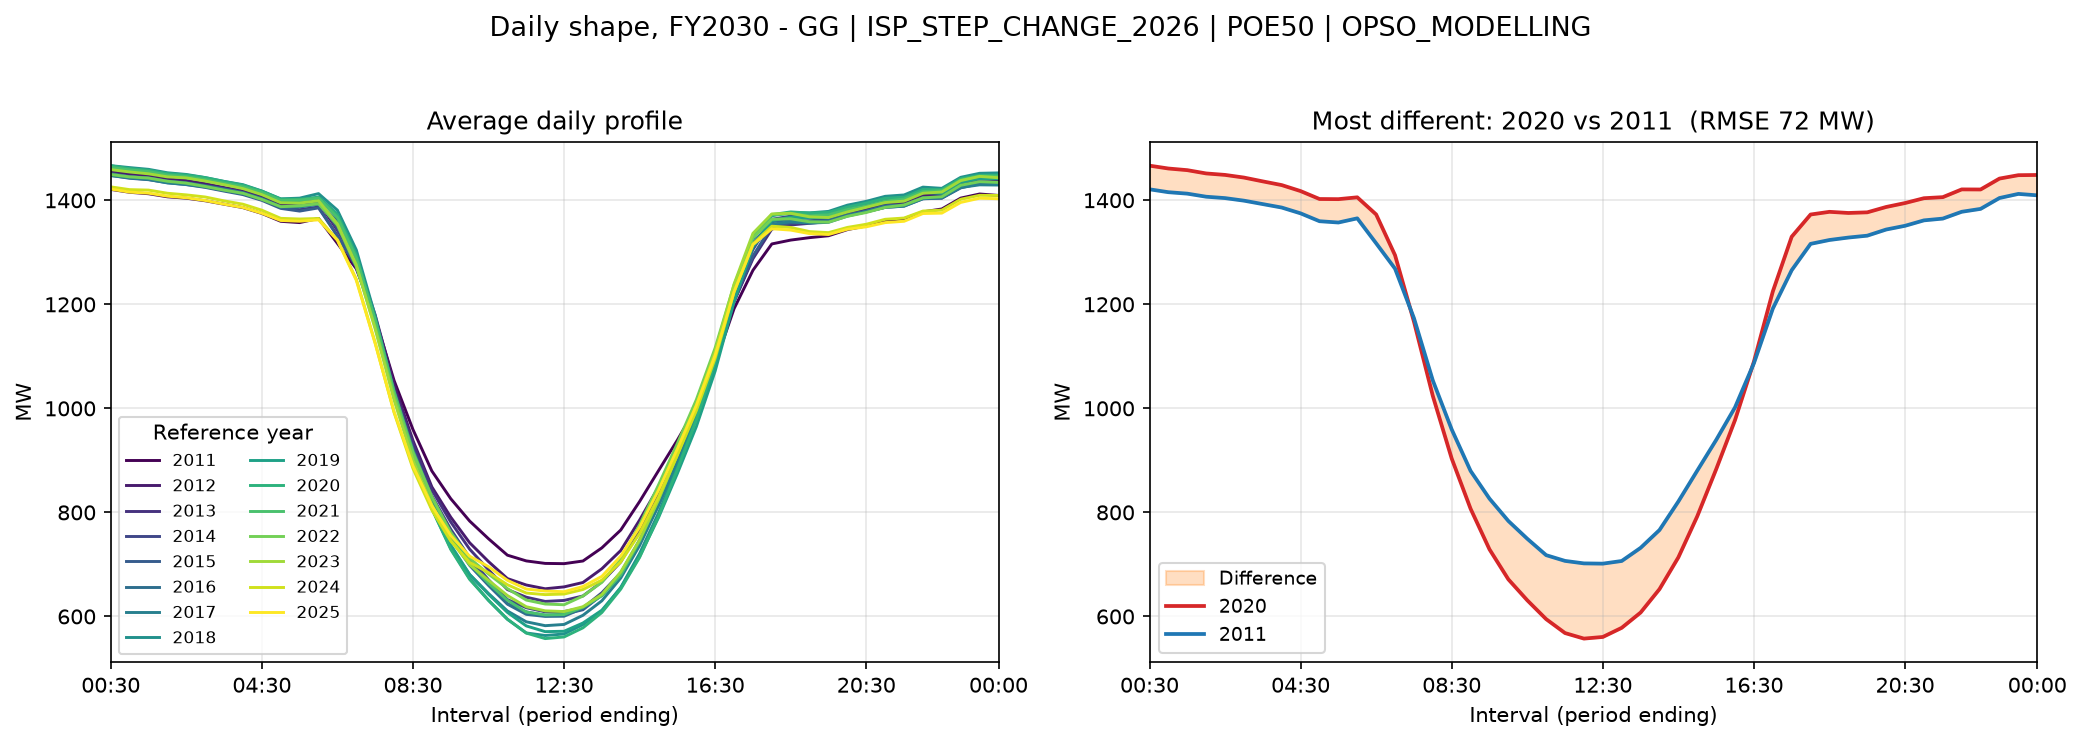 Daily shape, FY2030 - GG | ISP_STEP_CHANGE_2026 | POE50 | OPSO_MODELLING
Average daily profile
MW
1400
1200
1000
800
600
Reference year
2011
2012
2013
2014
2015
2016
2017
2018
2019
2020
2021
2022
2023
2024
2025
00:30 04:30 08:30 12:30 16:30 20:30 00:00
Interval (period ending)
Most different: 2020 vs 2011 (RMSE 72 MW)
MW
1400
1200
1000
800
600
Difference
2020
2011
00:30 04:30 08:30 12:30 16:30 20:30 00:00
Interval (period ending)